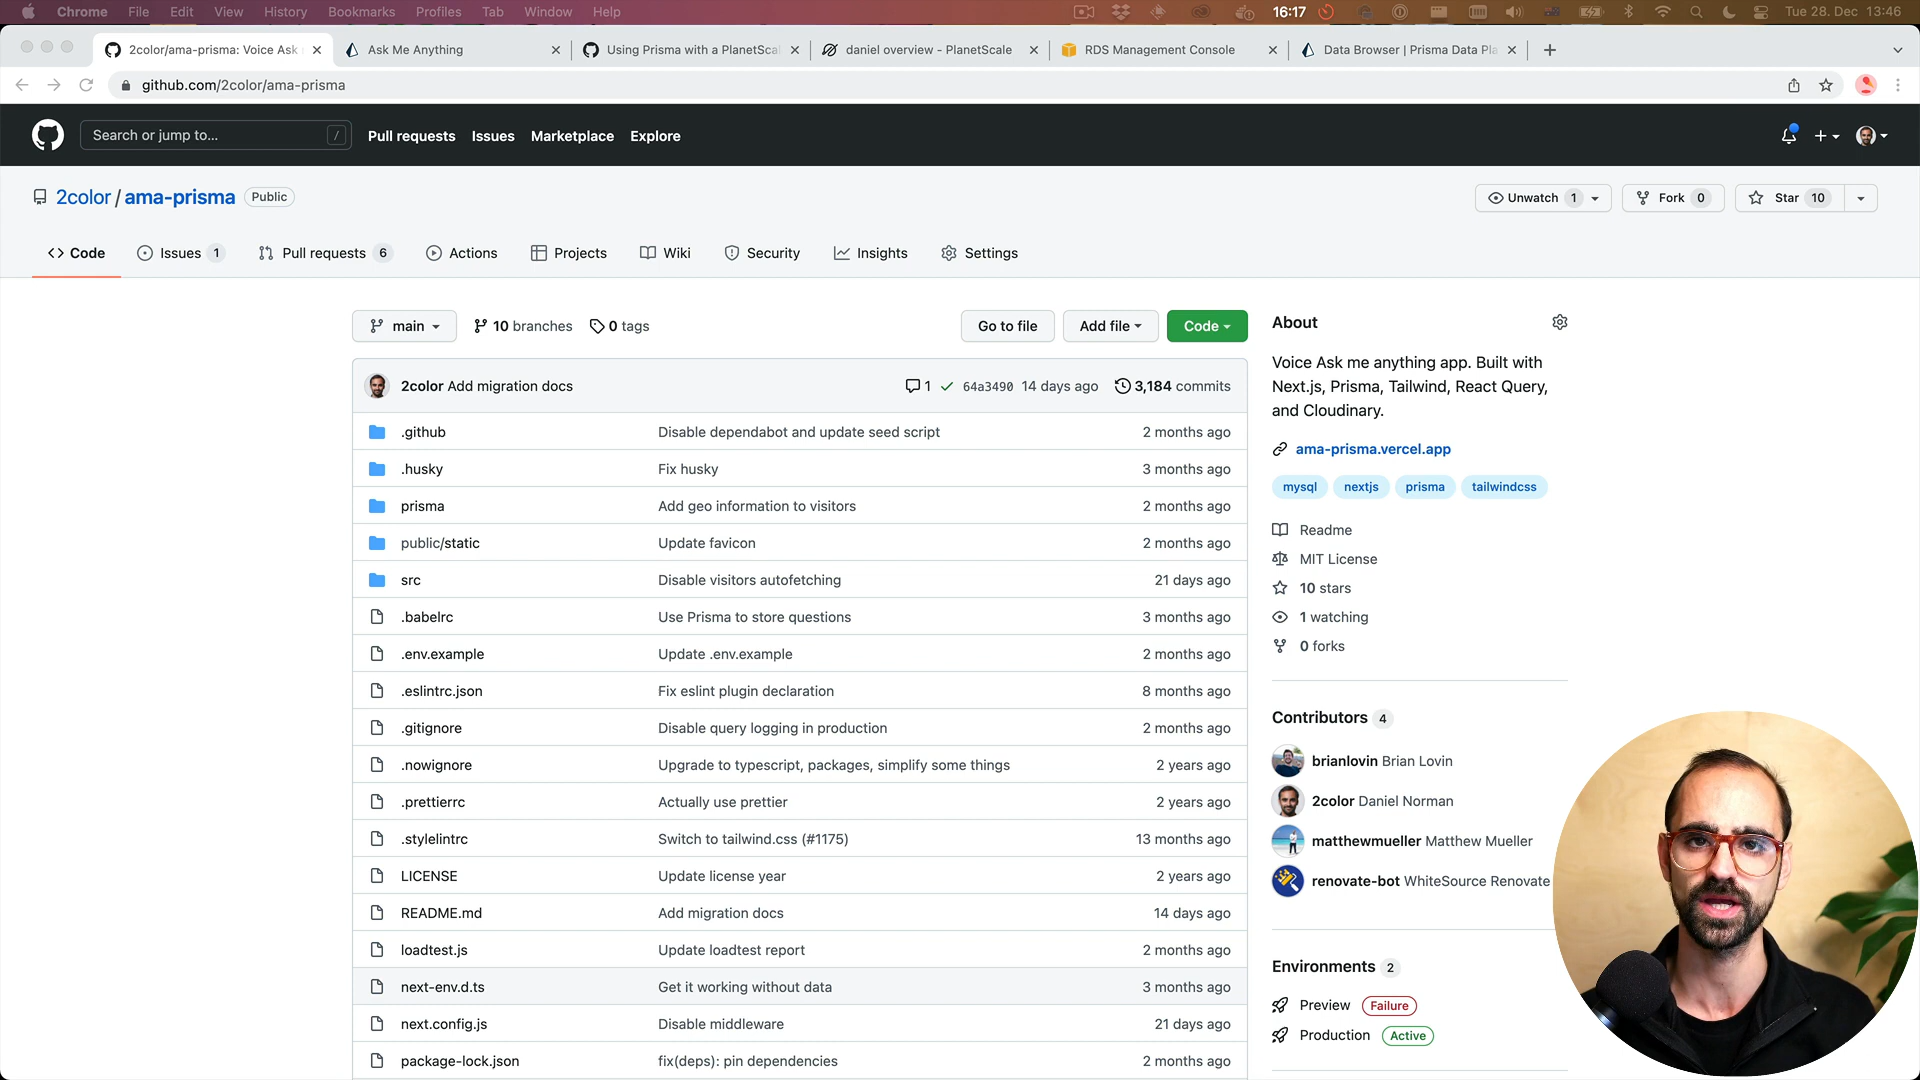 Chrome File Edit View History Bookmarks Profiles Tab Window Help 16:17 Tue 28. Dec 13:46
2color/ama-prisma: Voice Ask Ask Me Anything Using Prisma with a PlanetSca daniel overview - PlanetScale RDS Management Console Data Browser | Prisma Data Pla
github.com/2color/ama-prisma
Search or jump to... / Pull requests Issues Marketplace Explore
2color / ama-prisma Public Unwatch 1 Fork 0 Star 10
Code Issues 1 Pull requests 6 Actions Projects Wiki Security Insights Settings
main 10 branches 0 tags Go to file Add file Code
2color Add migration docs 1 64a3490 14 days ago 3,184 commits
.github Disable dependabot and update seed script 2 months ago
.husky Fix husky 3 months ago
prisma Add geo information to visitors 2 months ago
public/static Update favicon 2 months ago
src Disable visitors autofetching 21 days ago
.babelrc Use Prisma to store questions 3 months ago
.env.example Update .env.example 2 months ago
.eslintrc.json Fix eslint plugin declaration 8 months ago
.gitignore Disable query logging in production 2 months ago
.nowignore Upgrade to typescript, packages, simplify some things 2 years ago
.prettierrc Actually use prettier 2 years ago
.stylelintrc Switch to tailwind.css (#1175) 13 months ago
LICENSE Update license year 2 years ago
README.md Add migration docs 14 days ago
loadtest.js Update loadtest report 2 months ago
next-env.d.ts Get it working without data 3 months ago
next.config.js Disable middleware 21 days ago
package-lock.json fix(deps): pin dependencies 2 months ago
About
Voice Ask me anything app. Built with
Next.js, Prisma, Tailwind, React Query,
and Cloudinary.
ama-prisma.vercel.app
mysql nextjs prisma tailwindcss
Readme
MIT License
10 stars
1 watching
0 forks
Contributors 4
brianlovin Brian Lovin
2color Daniel Norman
matthewmueller Matthew Mueller
renovate-bot WhiteSource Renovate
Environments 2
Preview Failure
Production Active